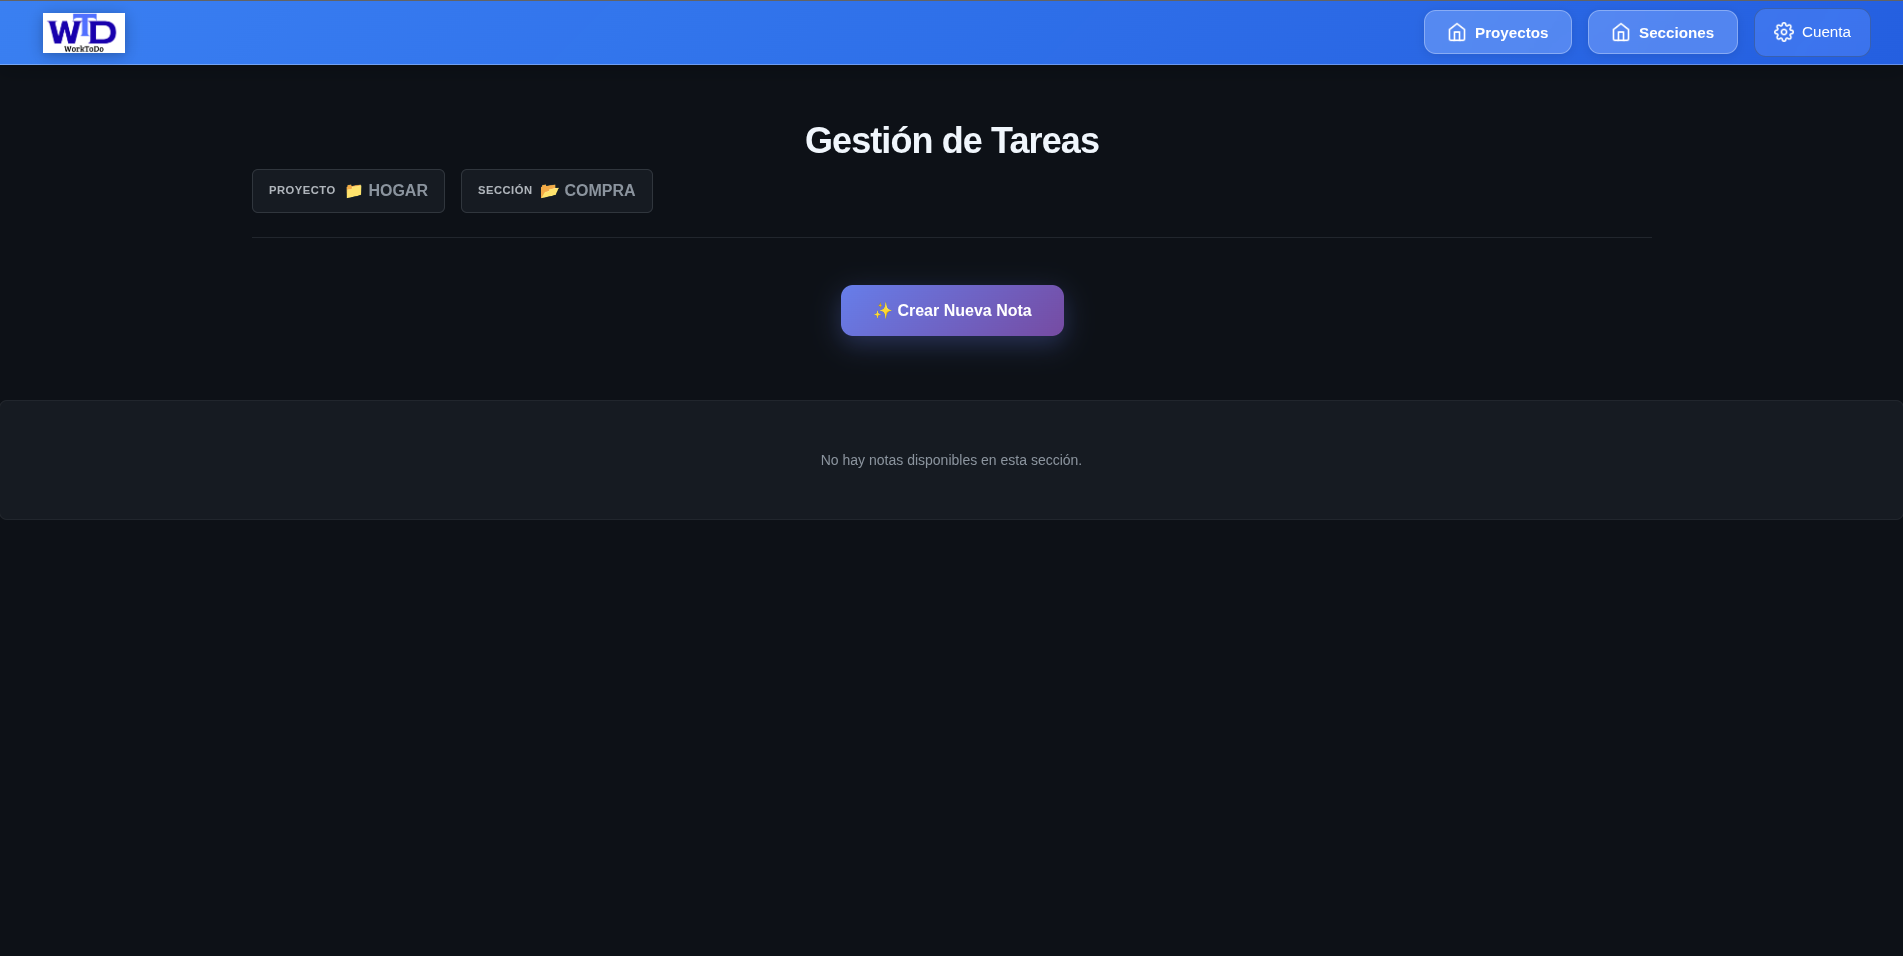 WTD
WorkToDo
Proyectos
Secciones
Cuenta
Gestión de Tareas
PROYECTO 📁 HOGAR
SECCIÓN 📂 COMPRA
✨ Crear Nueva Nota
No hay notas disponibles en esta sección.